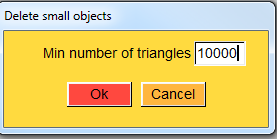 Delete small objects
Min number of triangles 10000
Ok Cancel